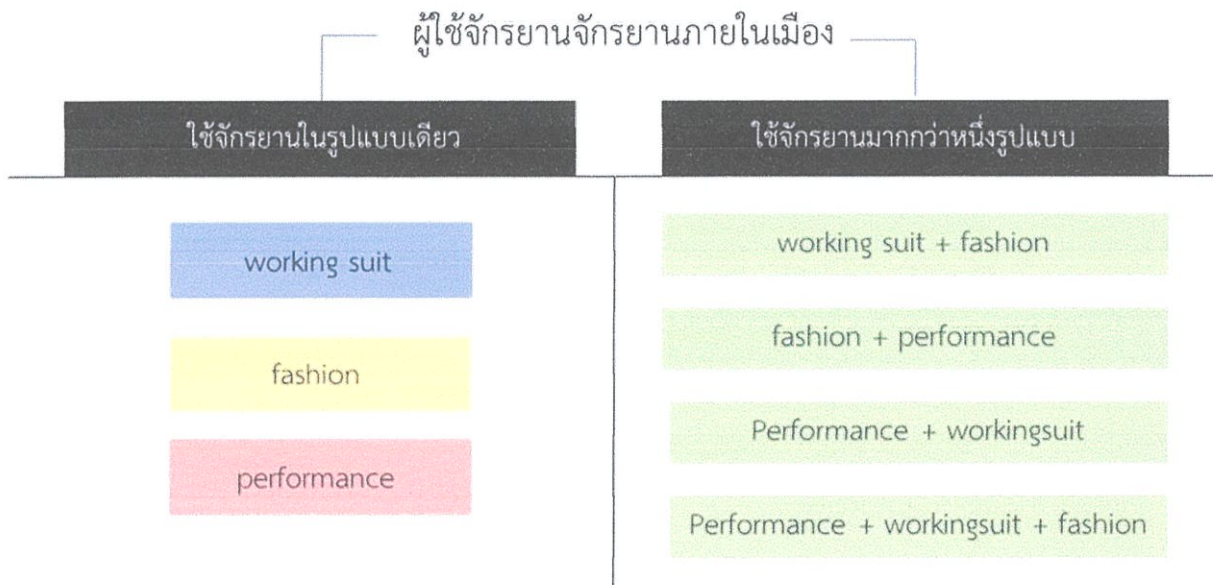 ผู้ใช้จักรยานจักรยานภายในเมือง
ใช้จักรยานในรูปแบบเดียว
working suit
fashion
performance
ใช้จักรยานมากกว่าหนึ่งรูปแบบ
working suit + fashion
fashion + performance
Performance + workingsuit
Performance + workingsuit + fashion